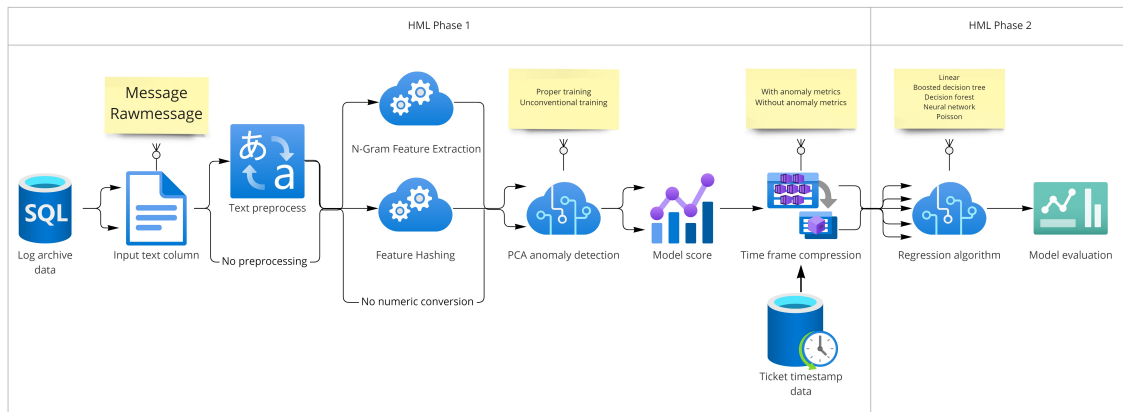 HML Phase 1
HML Phase 2
Message
Rawmessage
Proper training
Unconventional training
With anomaly metrics
Without anomaly metrics
Linear
Boosted decision tree
Decision forest
Neural network
Poisson
あ
a
N-Gram Feature Extraction
SQL
Text preprocess
Log archive
data
Input text column
No preprocessing
Feature Hashing
PCA anomaly detection
Model score
Time frame compression
Regression algorithm
Model evaluation
No numeric conversion
Ticket timestamp
data